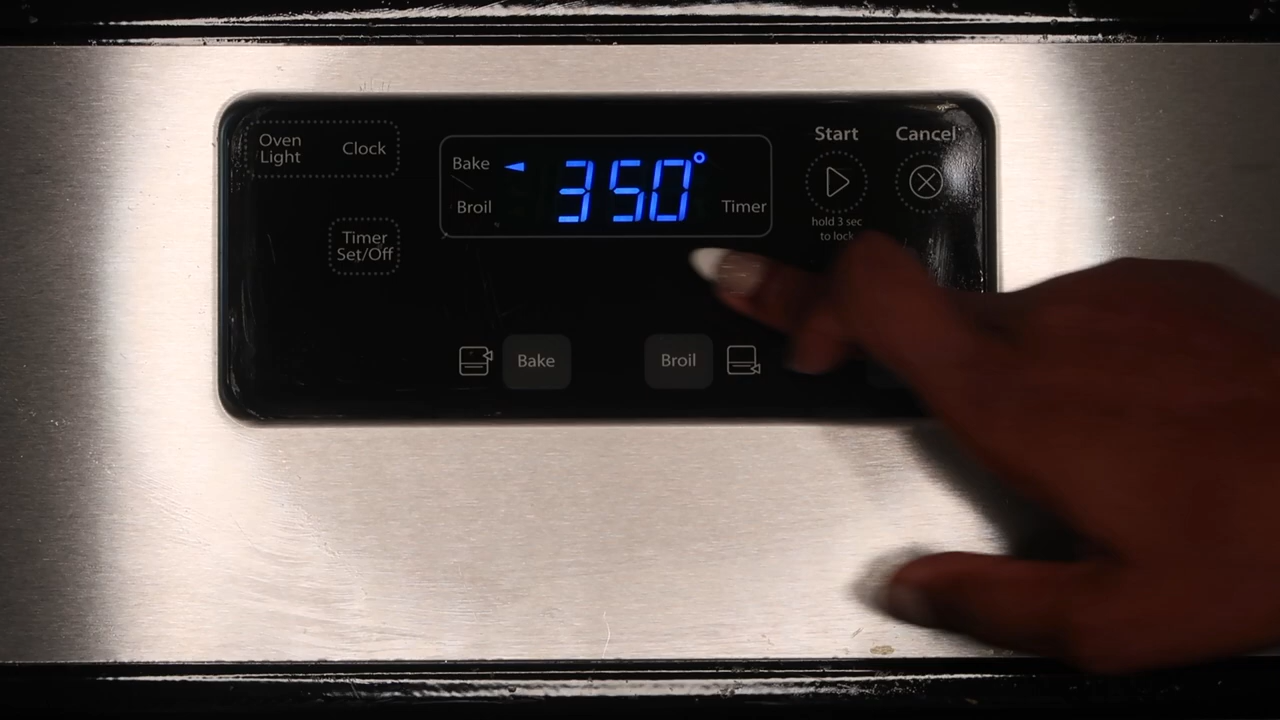 Oven
Light
Clock
Timer
Set/Off
Bake
350°
Broil
Timer
Start
hold 3 sec
to lock
Cancel
Bake
Broil